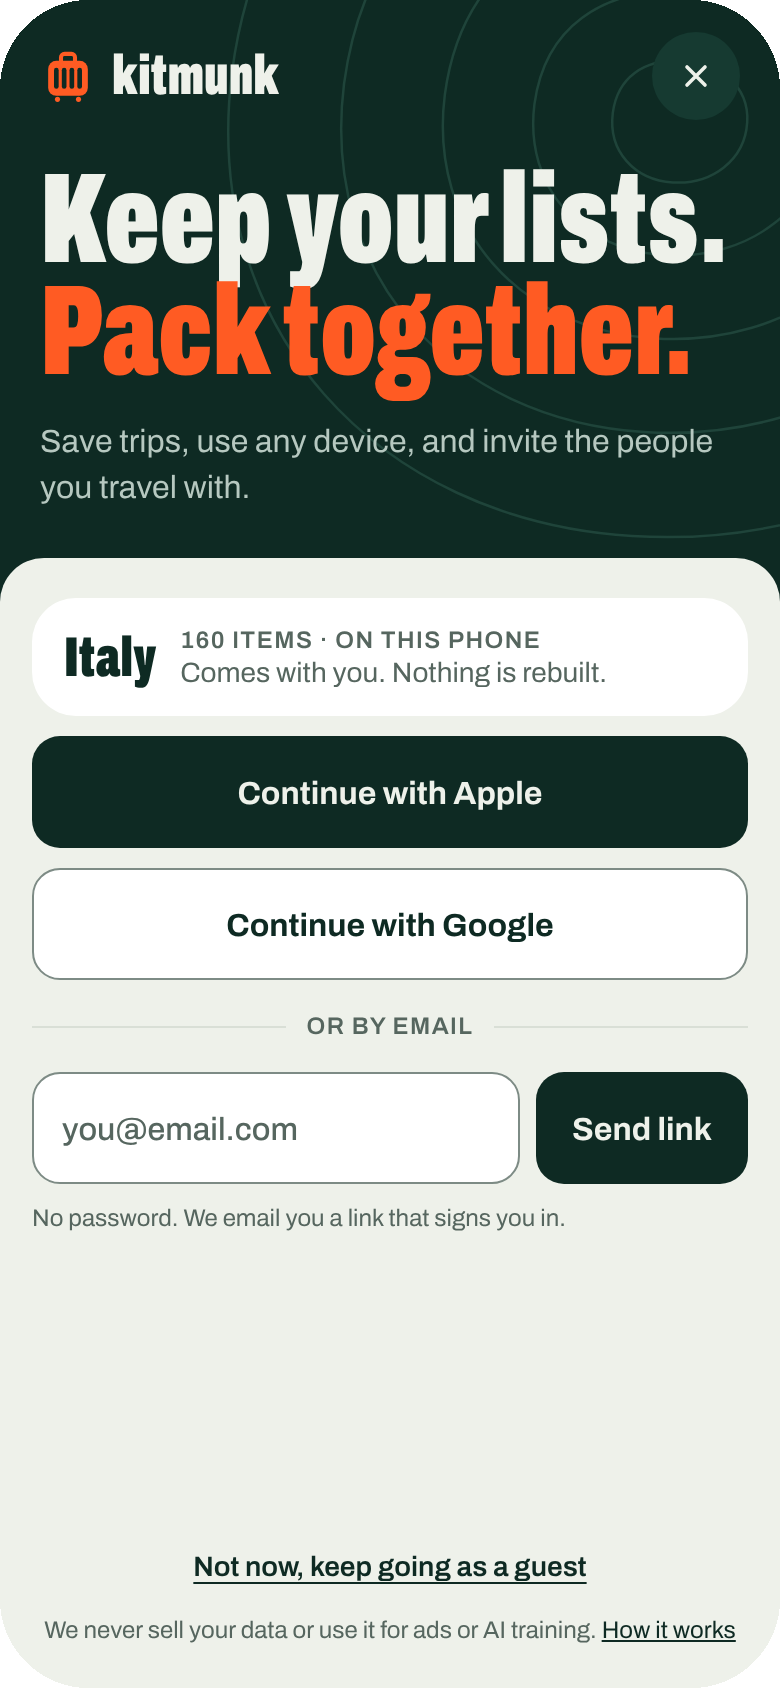 kitmunk
Keep your lists.
Pack together.
Save trips, use any device, and invite the people
you travel with.
Italy
160 ITEMS · ON THIS PHONE
Comes with you. Nothing is rebuilt.
Continue with Apple
Continue with Google
OR BY EMAIL
you@email.com
Send link
No password. We email you a link that signs you in.
Not now, keep going as a guest
We never sell your data or use it for ads or AI training. How it works